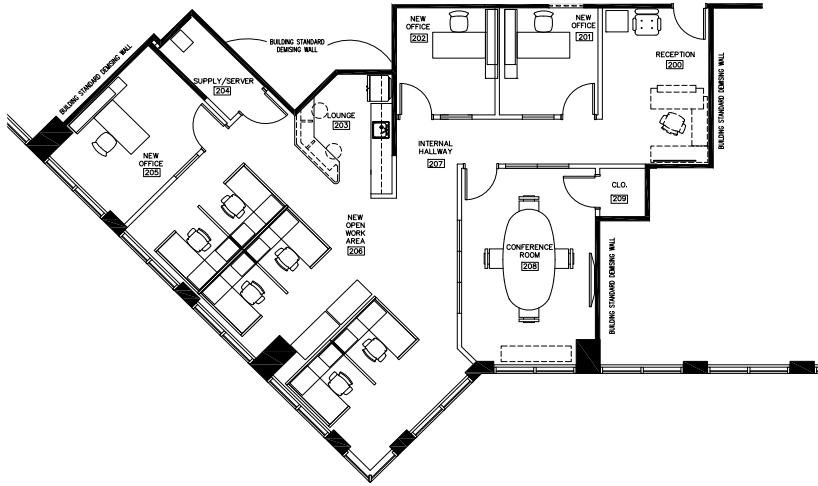 NEW
OFFICE
202
NEW
OFFICE
201
RECEPTION
200
BUILDING STANDARD
DEMISING WALL
BUILDING STANDARD DEMISING WALL
BUILDING STANDARD DEMISING WALL
SUPPLY/SERVER
204
LOUNGE
203
INTERNAL
HALLWAY
207
NEW
OFFICE
205
CLO.
209
NEW
OPEN
WORK
AREA
206
CONFERENCE
ROOM
208
BUILDING STANDARD DEMISING WALL